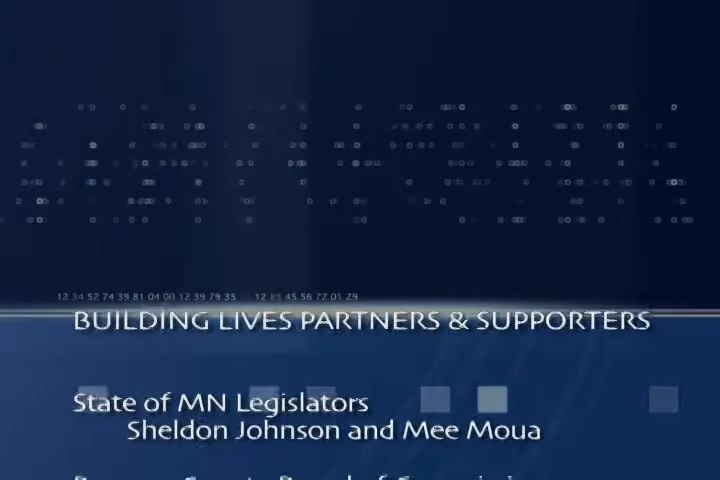 12 34 52 74 39 81 04 00 12 39 79 35 12 89 45 56 72 01 29
BUILDING LIVES PARTNERS & SUPPORTERS
State of MN Legislators
Sheldon Johnson and Mee Moua